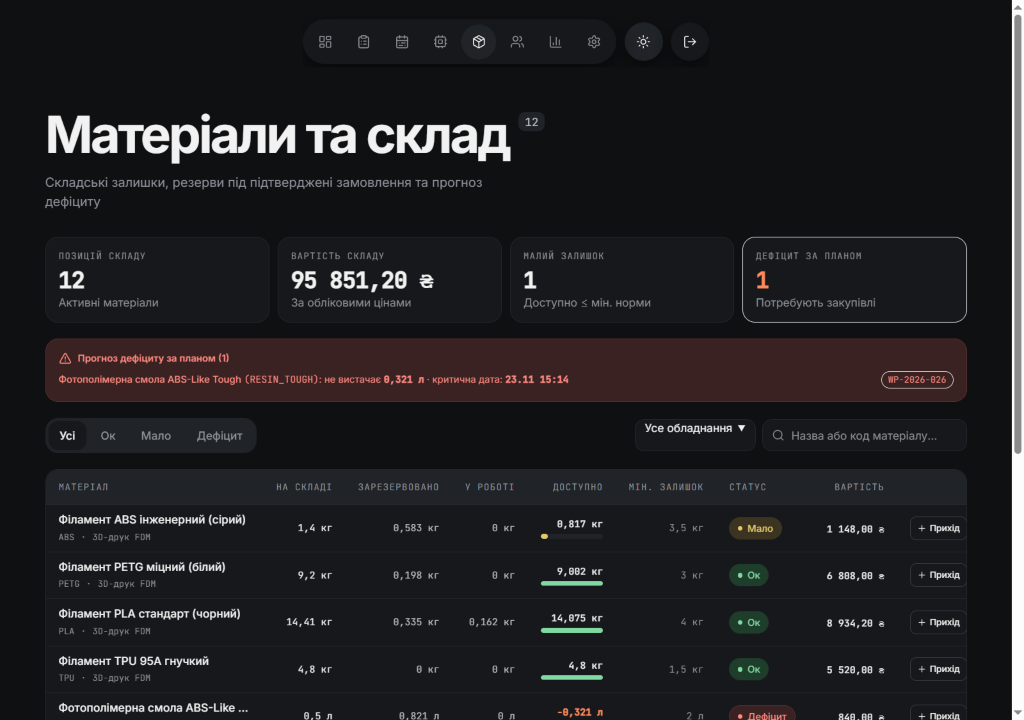 Матеріали та склад 12
Складські залишки, резерви під підтверджені замовлення та прогноз
дефіциту
ПОЗИЦІЙ СКЛАДУ
12
Активні матеріали
ВАРТІСТЬ СКЛАДУ
95 851,20 ₴
За обліковими цінами
МАЛИЙ ЗАЛИШОК
1
Доступно ≤ мін. норми
ДЕФІЦИТ ЗА ПЛАНОМ
1
Потребують закупівлі
Прогноз дефіциту за планом (1)
Фотополімерна смола ABS-Like Tough (RESIN_TOUGH): не вистачає 0,321 л · критична дата: 23.11 15:14 WP-2026-026
Усі Ок Мало Дефіцит Усе обладнання ▼ Назва або код матеріалу...
МАТЕРІАЛ НА СКЛАДІ ЗАРЕЗЕРВОВАНО У РОБОТІ ДОСТУПНО МІН. ЗАЛИШОК СТАТУС ВАРТІСТЬ
Філамент ABS інженерний (сірий)
ABS · 3D-друк FDM
1,4 кг 0,583 кг 0 кг 0,817 кг 3,5 кг Мало 1 148,00 ₴ + Прихід
Філамент PETG міцний (білий)
PETG · 3D-друк FDM
9,2 кг 0,198 кг 0 кг 9,002 кг 3 кг Ок 6 808,00 ₴ + Прихід
Філамент PLA стандарт (чорний)
PLA · 3D-друк FDM
14,41 кг 0,335 кг 0,162 кг 14,075 кг 4 кг Ок 8 934,20 ₴ + Прихід
Філамент TPU 95A гнучкий
TPU · 3D-друк FDM
4,8 кг 0 кг 0 кг 4,8 кг 1,5 кг Ок 5 520,00 ₴ + Прихід
Фотополімерна смола ABS-Like ...
0,5 л 0,821 л 0 л -0,321 л 2 л Дефіцит 840,00 ₴ + Прихід